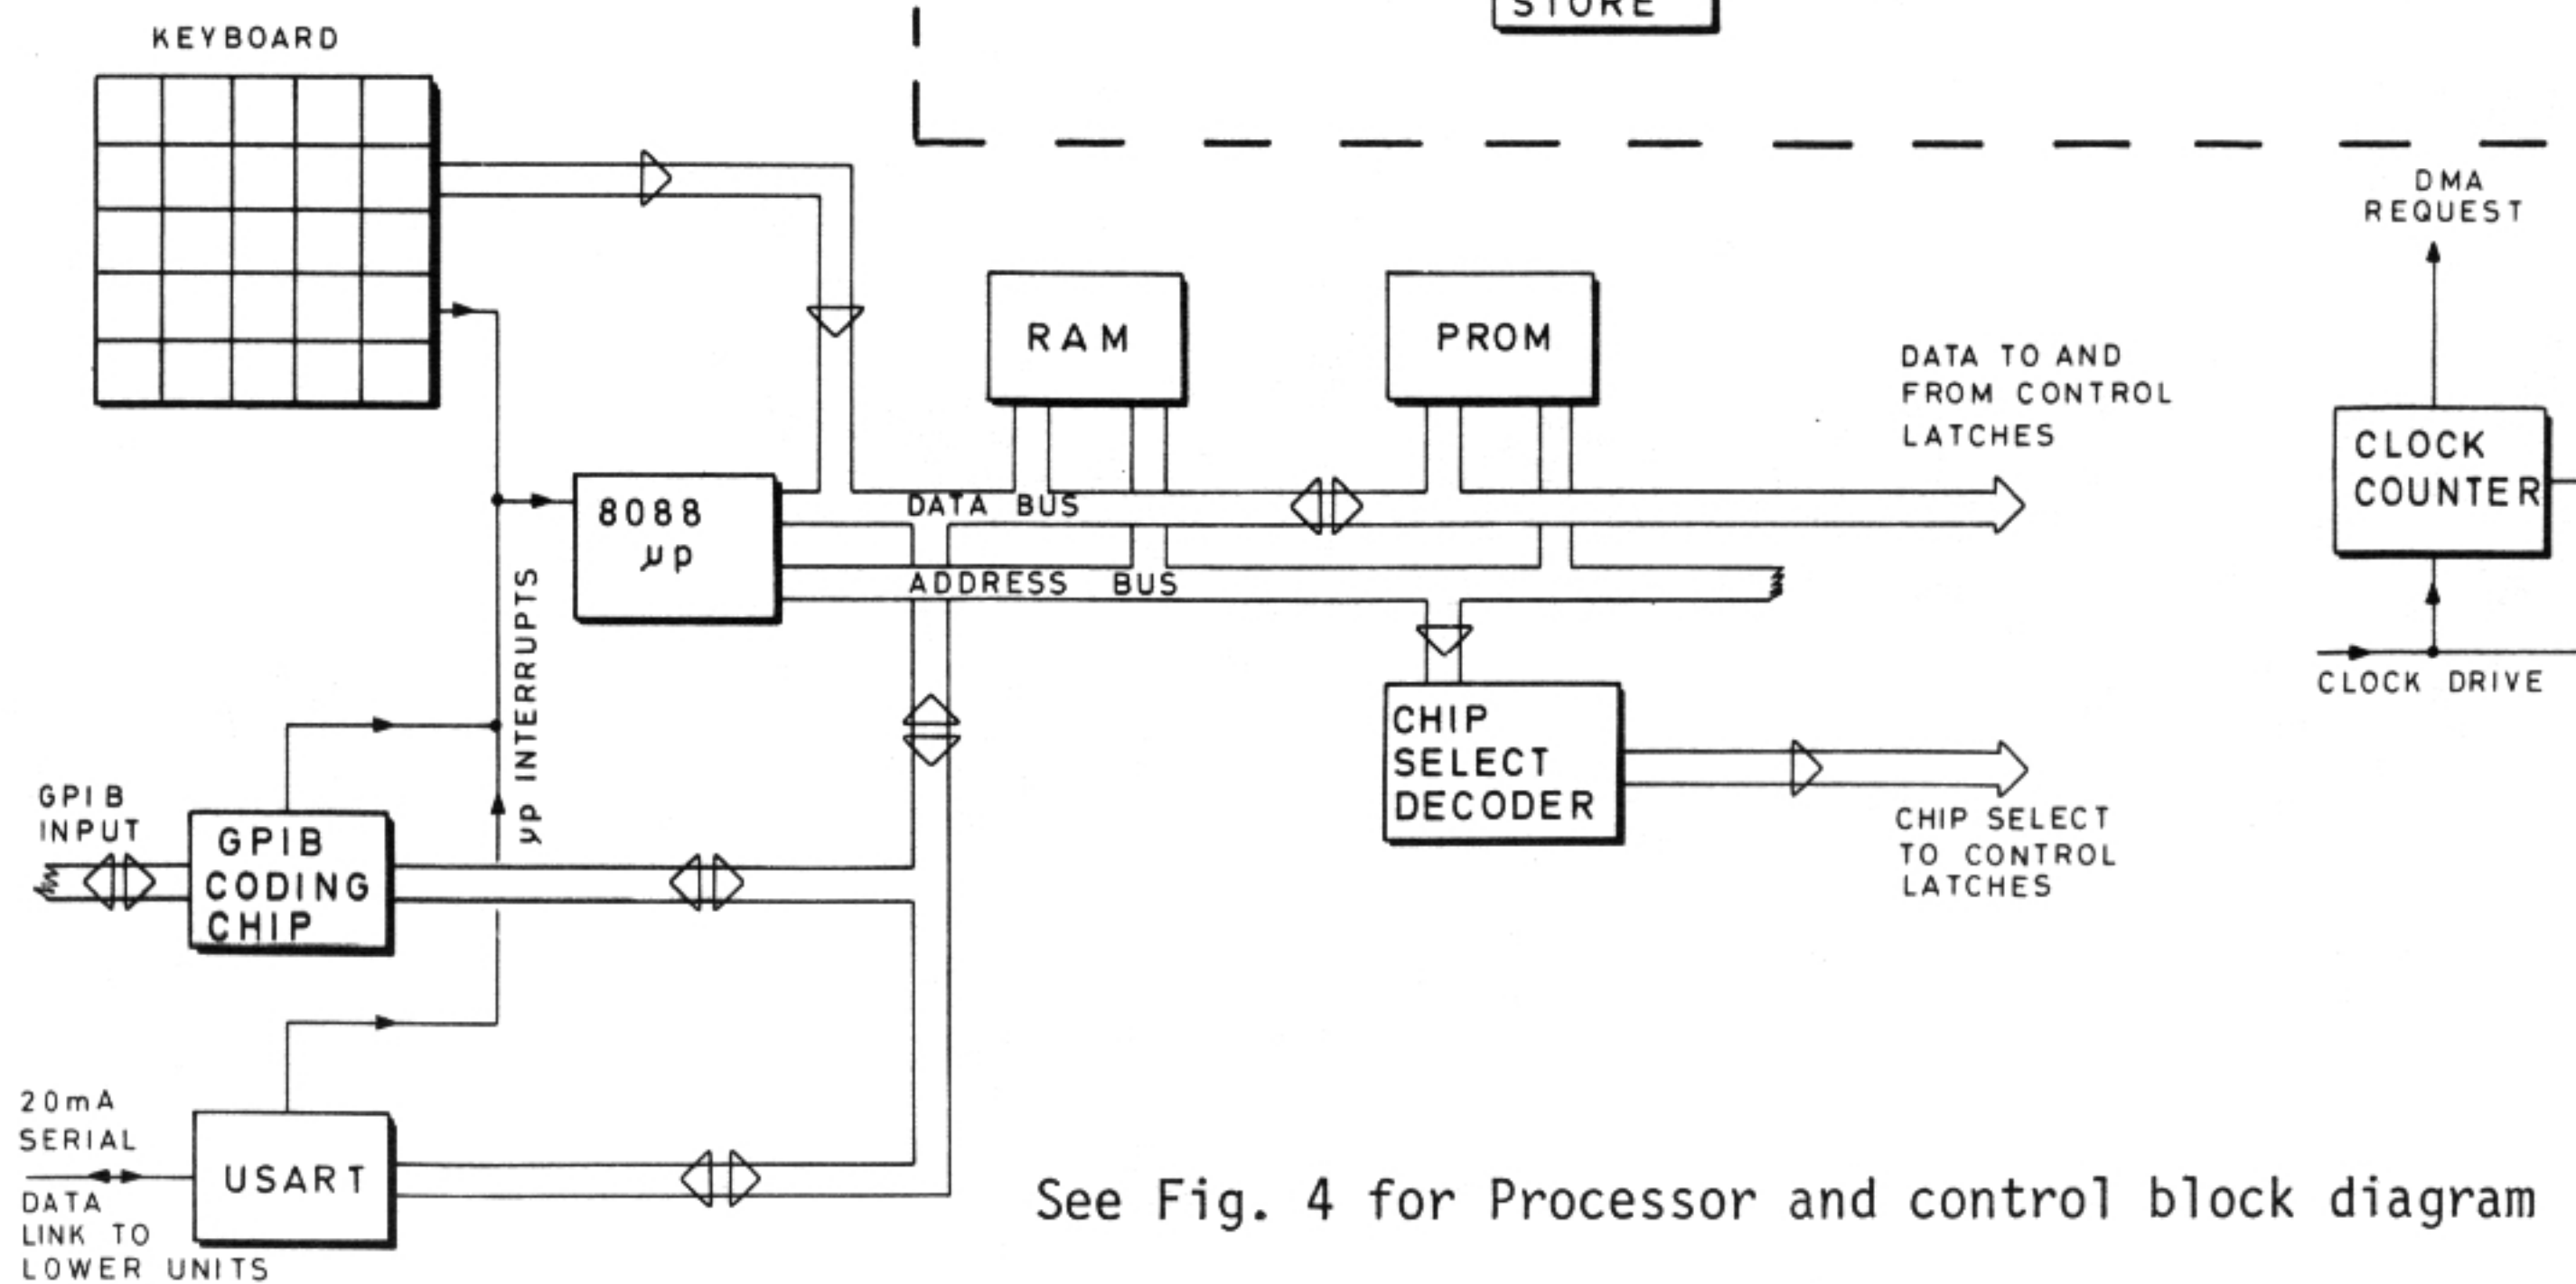 STORE
KEYBOARD
DMA
REQUEST
RAM
PROM
DATA TO AND
FROM CONTROL
LATCHES
CLOCK
COUNTER
8088
μp
DATA BUS
ADDRESS BUS
μP INTERRUPTS
CLOCK DRIVE
CHIP
SELECT
DECODER
GPIB
INPUT
GPIB
CODING
CHIP
CHIP SELECT
TO CONTROL
LATCHES
20mA
SERIAL
DATA
LINK TO
LOWER UNITS
USART
See Fig. 4 for Processor and control block diagram